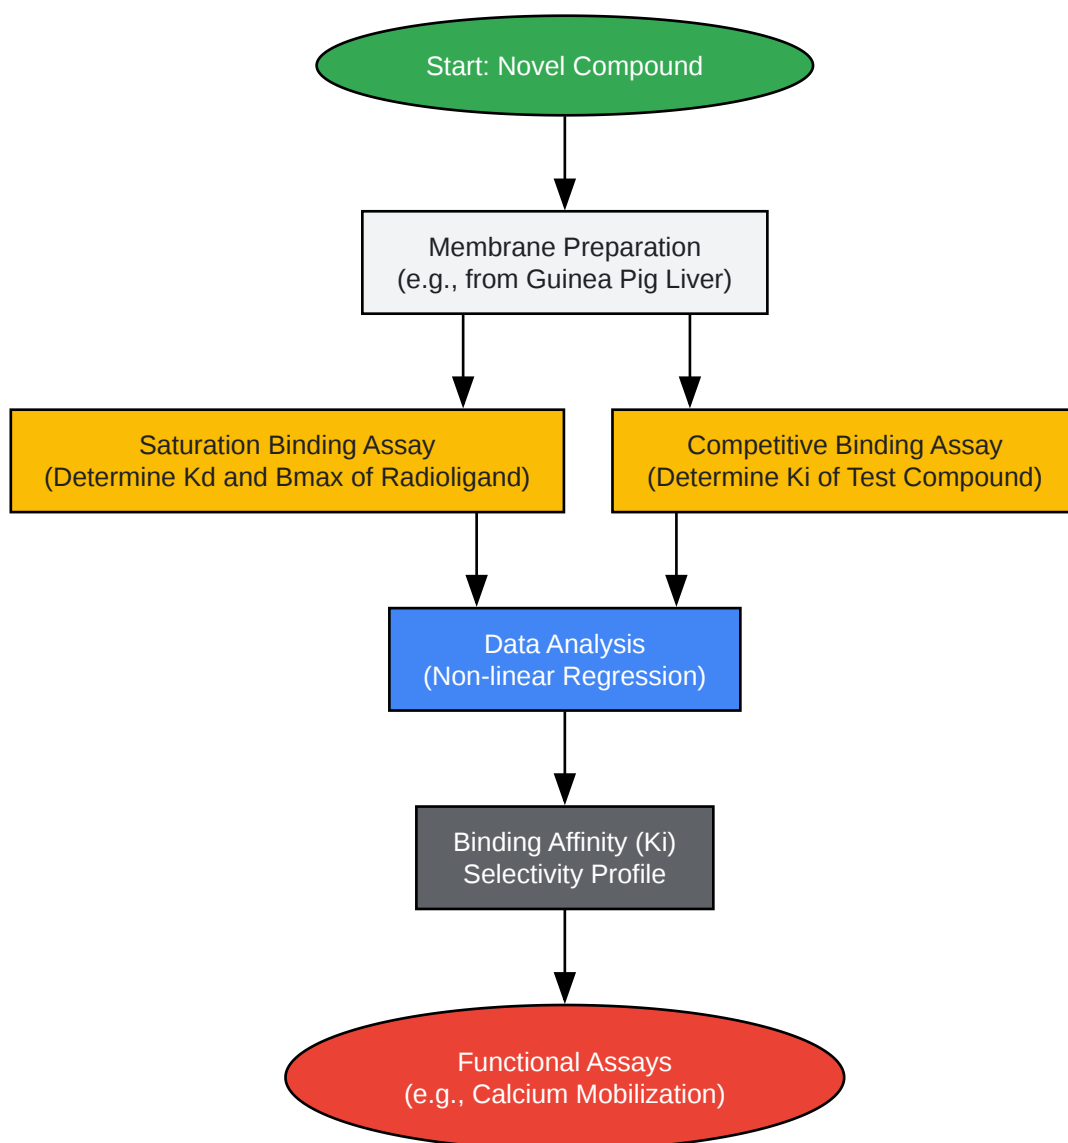 Start: Novel Compound
Membrane Preparation
(e.g., from Guinea Pig Liver)
Saturation Binding Assay
(Determine Kd and Bmax of Radioligand)
Competitive Binding Assay
(Determine Ki of Test Compound)
Data Analysis
(Non-linear Regression)
Binding Affinity (Ki)
Selectivity Profile
Functional Assays
(e.g., Calcium Mobilization)